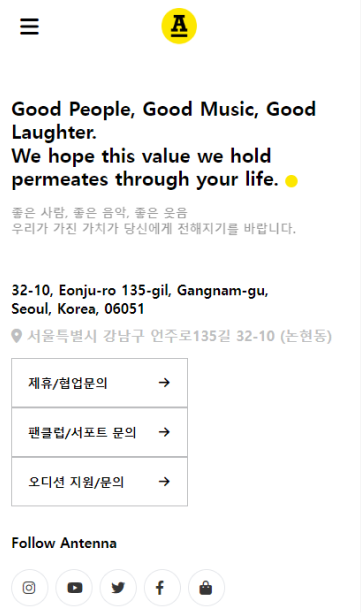 A
Good People, Good Music, Good
Laughter.
We hope this value we hold
permeates through your life.
좋은 사람, 좋은 음악, 좋은 웃음
우리가 가진 가치가 당신에게 전해지기를 바랍니다.
32-10, Eonju-ro 135-gil, Gangnam-gu,
Seoul, Korea, 06051
서울특별시 강남구 언주로135길 32-10 (논현동)
제휴/협업문의
팬클럽/서포트 문의
오디션 지원/문의
Follow Antenna